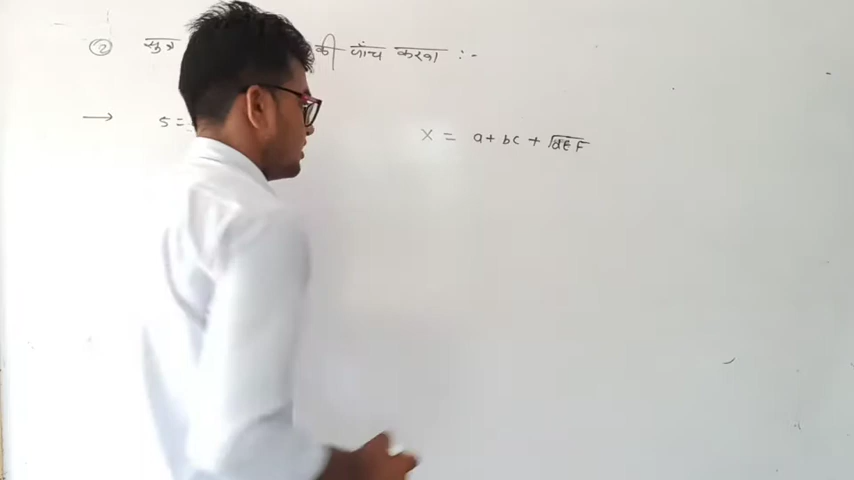 ② सूत्र की जांच करना :-
→ S =
X = a + bc + √dEF